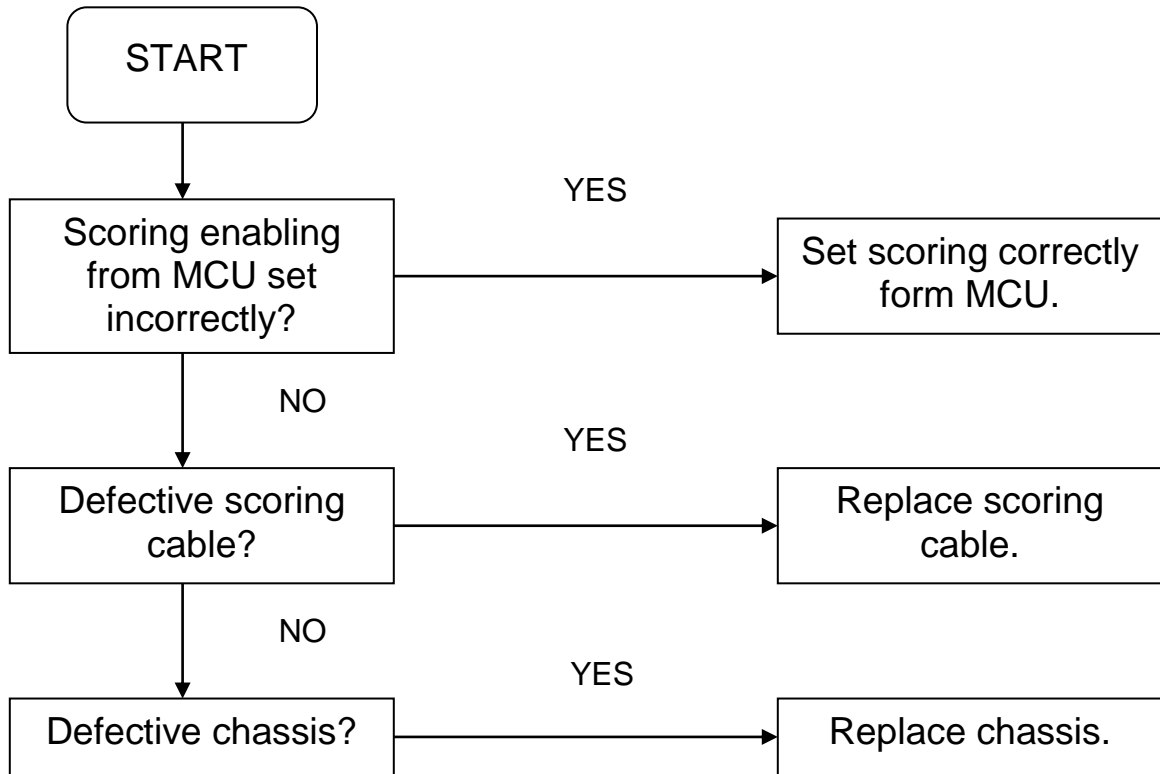 START
YES
Scoring enabling
from MCU set
incorrectly?
Set scoring correctly
form MCU.
NO
YES
Defective scoring
cable?
Replace scoring
cable.
NO
YES
Defective chassis?
Replace chassis.